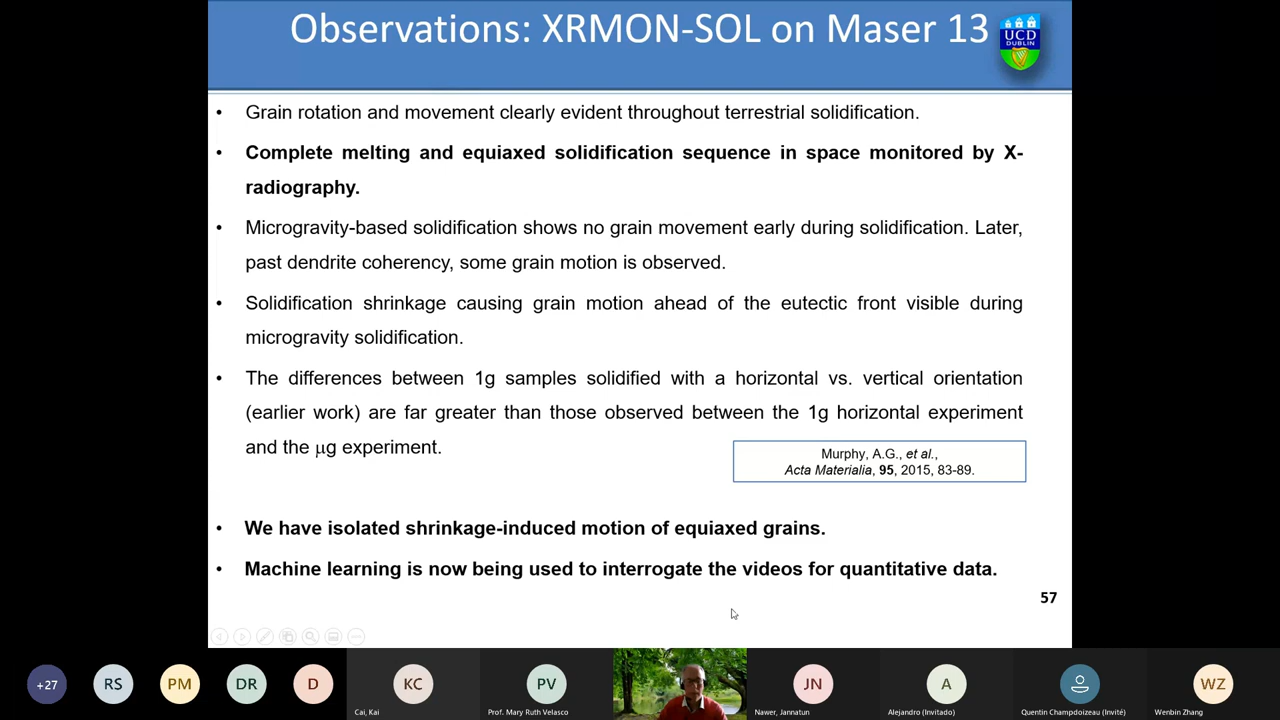 Observations: XRMON-SOL on Maser 13
UCD
DUBLIN
• Grain rotation and movement clearly evident throughout terrestrial solidification.
• Complete melting and equiaxed solidification sequence in space monitored by X-
radiography.
• Microgravity-based solidification shows no grain movement early during solidification. Later,
past dendrite coherency, some grain motion is observed.
• Solidification shrinkage causing grain motion ahead of the eutectic front visible during
microgravity solidification.
• The differences between 1g samples solidified with a horizontal vs. vertical orientation
(earlier work) are far greater than those observed between the 1g horizontal experiment
and the μg experiment.
Murphy, A.G., et al.,
Acta Materialia, 95, 2015, 83-89.
• We have isolated shrinkage-induced motion of equiaxed grains.
• Machine learning is now being used to interrogate the videos for quantitative data.
57
+27
RS
PM
DR
D
KC
Cai, Kai
PV
Prof. Mary Ruth Velasco
JN
Nawer, Jannatun
A
Alejandro (Invitado)
Quentin Champdoizeau (Invité)
WZ
Wenbin Zhang